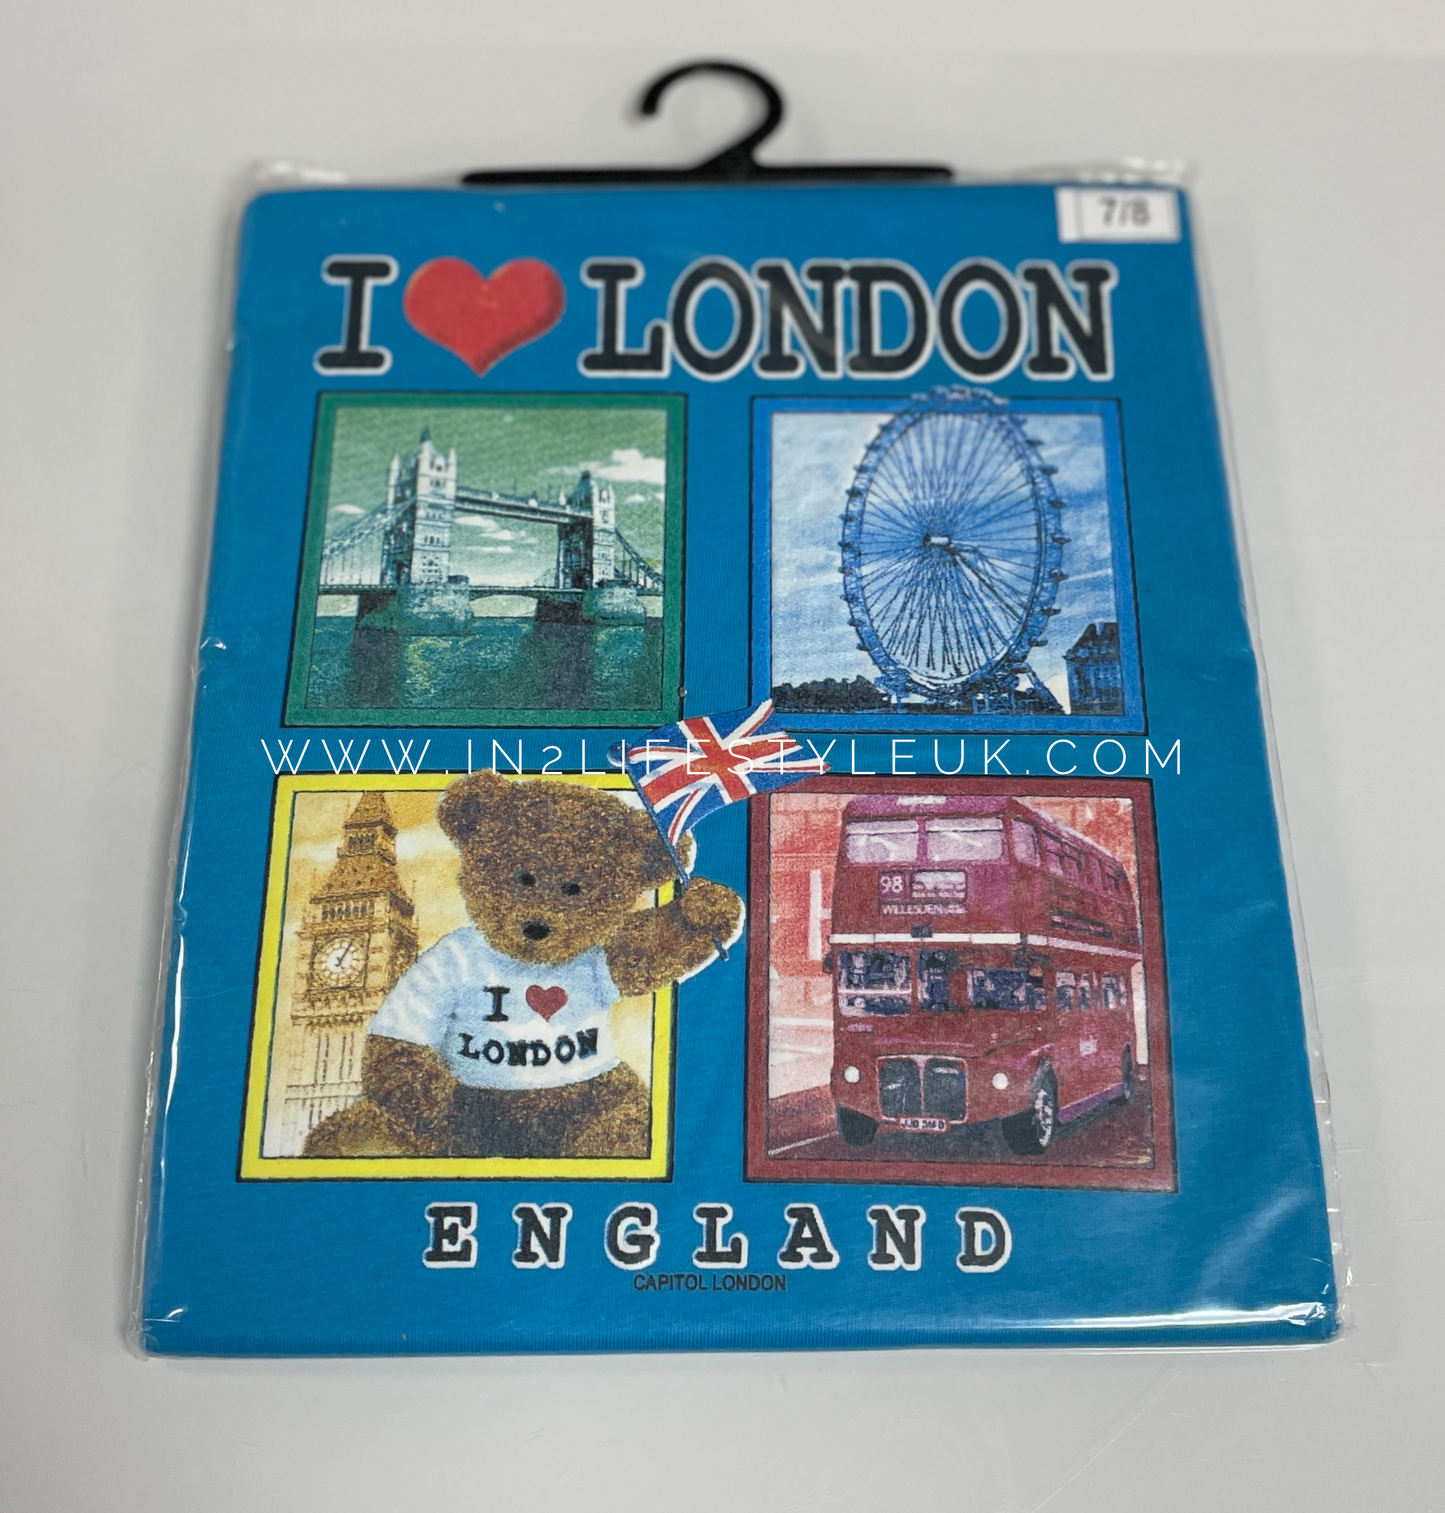 7/8
I ❤ LONDON
WWW.IN2LIFESTYLEUK.COM
98
WILLESDEN
I ❤
LONDON
ENGLAND
CAPITOL LONDON